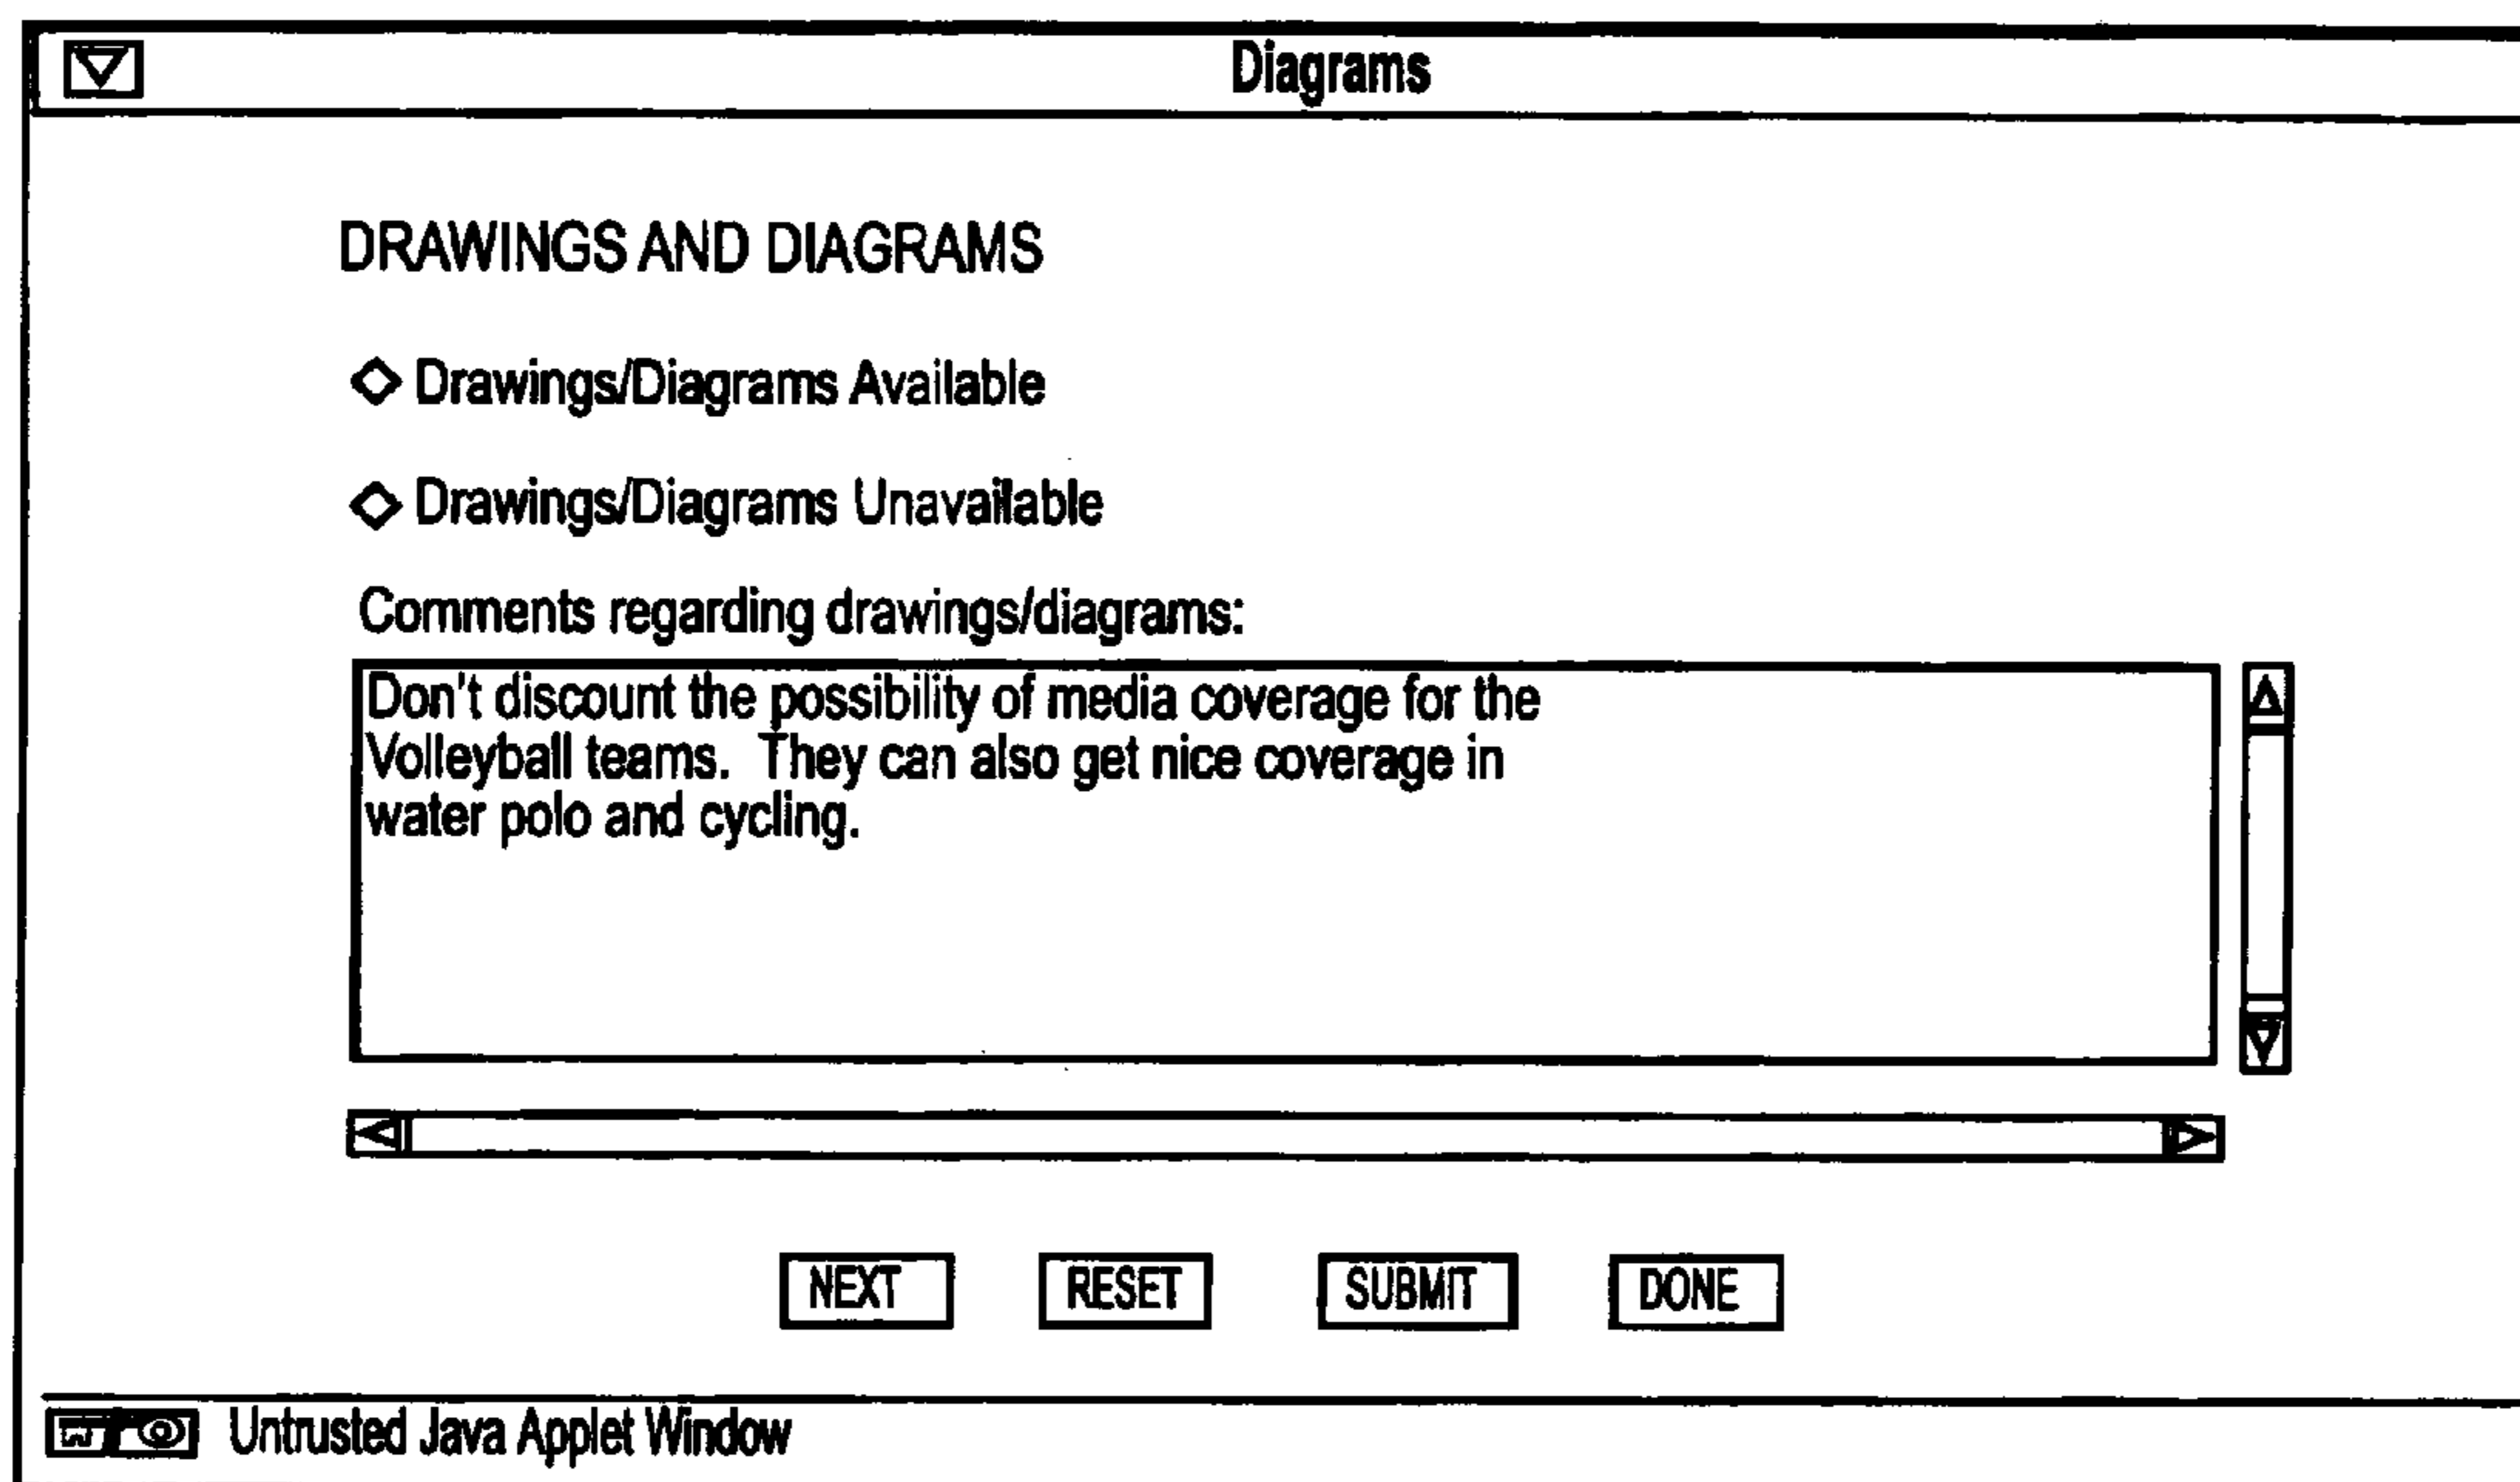 Diagrams
DRAWINGS AND DIAGRAMS
Drawings/Diagrams Available
Drawings/Diagrams Unavailable
Comments regarding drawings/diagrams:
Don't discount the possibility of media coverage for the
Volleyball teams.  They can also get nice coverage in
water polo and cycling.
NEXT RESET SUBMIT DONE
Untrusted Java Applet Window